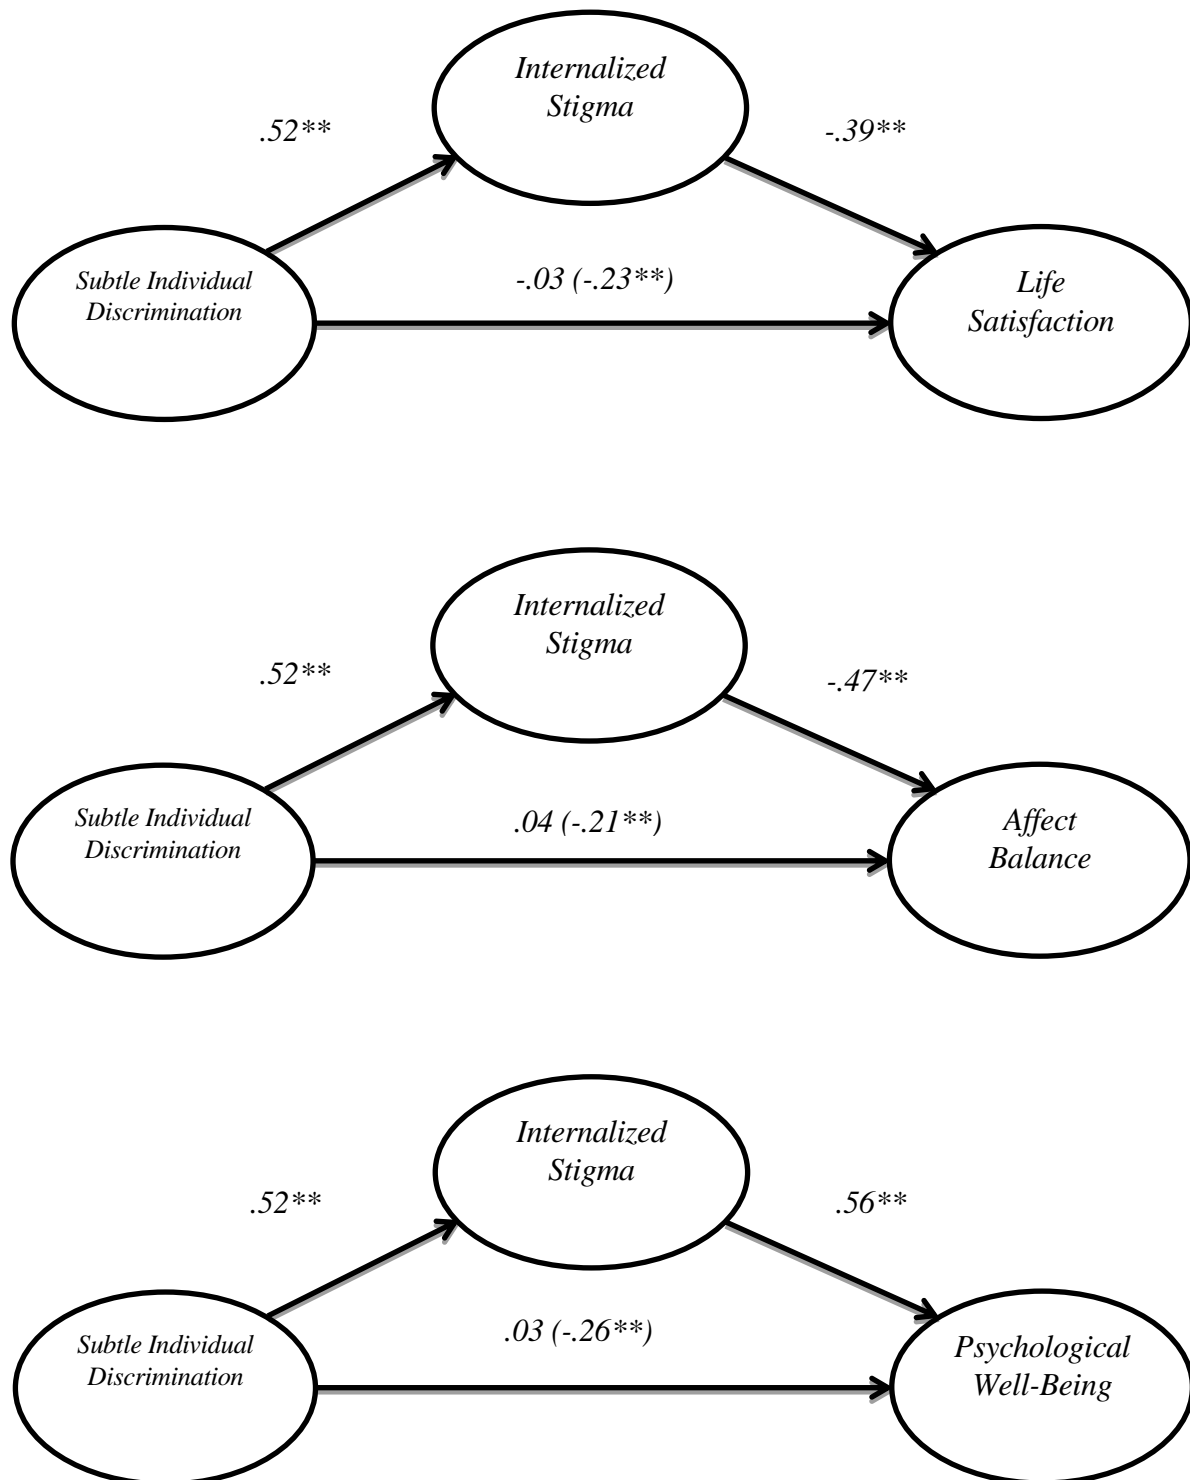 Internalized
Stigma
.52**
-.39**
Subtle Individual
Discrimination
-.03 (-.23**)
Life
Satisfaction
Internalized
Stigma
.52**
-.47**
Subtle Individual
Discrimination
.04 (-.21**)
Affect
Balance
Internalized
Stigma
.52**
.56**
Subtle Individual
Discrimination
.03 (-.26**)
Psychological
Well-Being